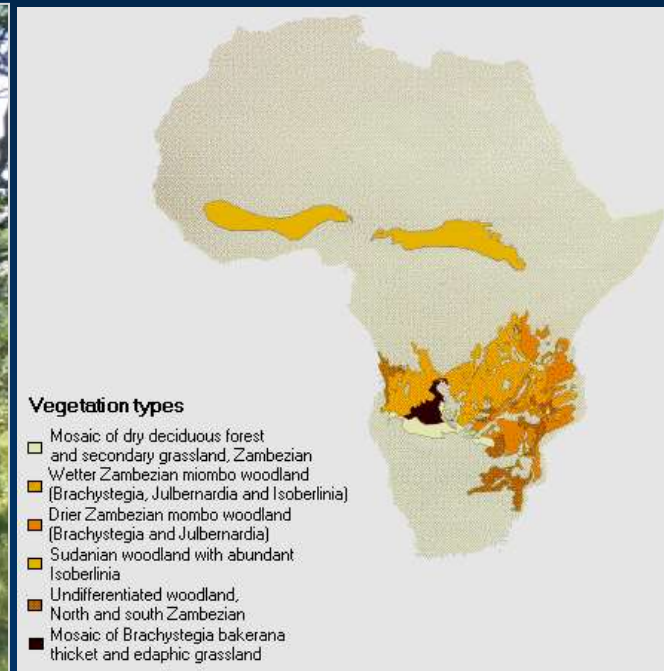 Vegetation types
Mosaic of dry deciduous forest
and secondary grassland, Zambezian
Wetter Zambezian miombo woodland
(Brachystegia, Julbernardia and Isoberlinia)
Drier Zambezian mombo woodland
(Brachystegia and Julbernardia)
Sudanian woodland with abundant
Isoberlinia
Undifferentiated woodland,
North and south Zambezian
Mosaic of Brachystegia bakerana
thicket and edaphic grassland